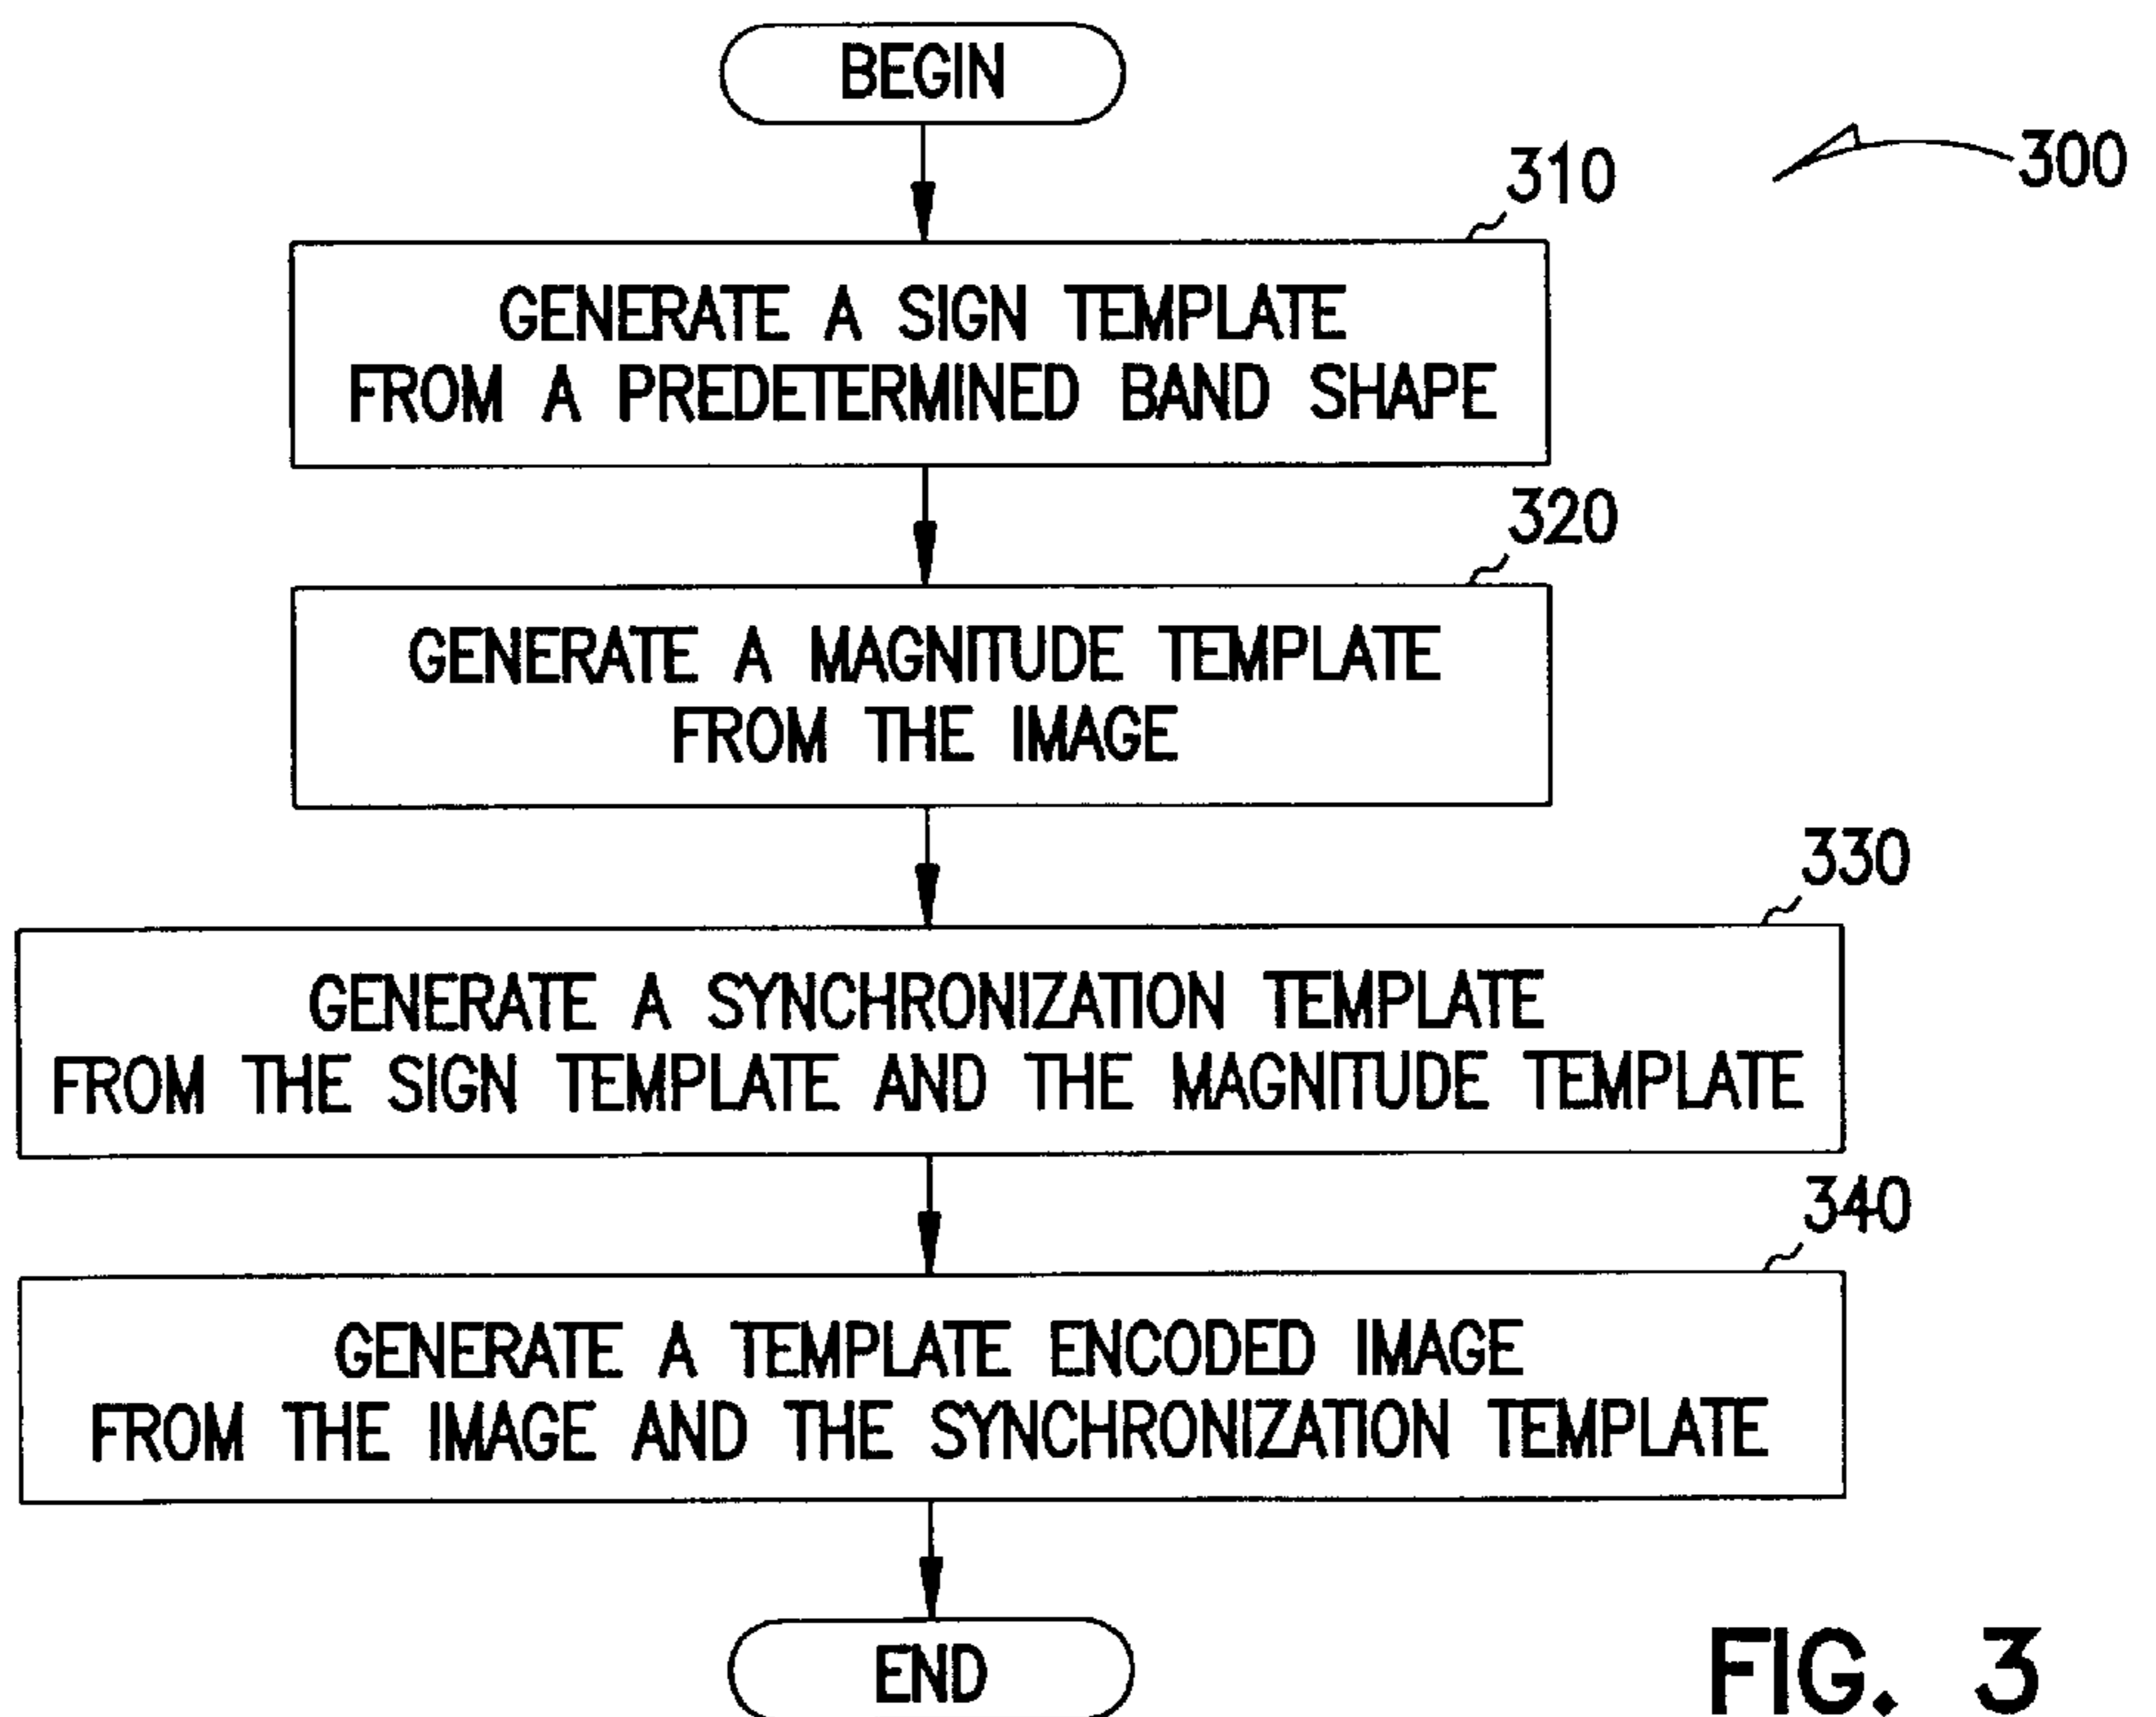 BEGIN
300
310
GENERATE A SIGN TEMPLATE
FROM A PREDETERMINED BAND SHAPE
320
GENERATE A MAGNITUDE TEMPLATE
FROM THE IMAGE
330
GENERATE A SYNCHRONIZATION TEMPLATE
FROM THE SIGN TEMPLATE AND THE MAGNITUDE TEMPLATE
340
GENERATE A TEMPLATE ENCODED IMAGE
FROM THE IMAGE AND THE SYNCHRONIZATION TEMPLATE
END
FIG. 3